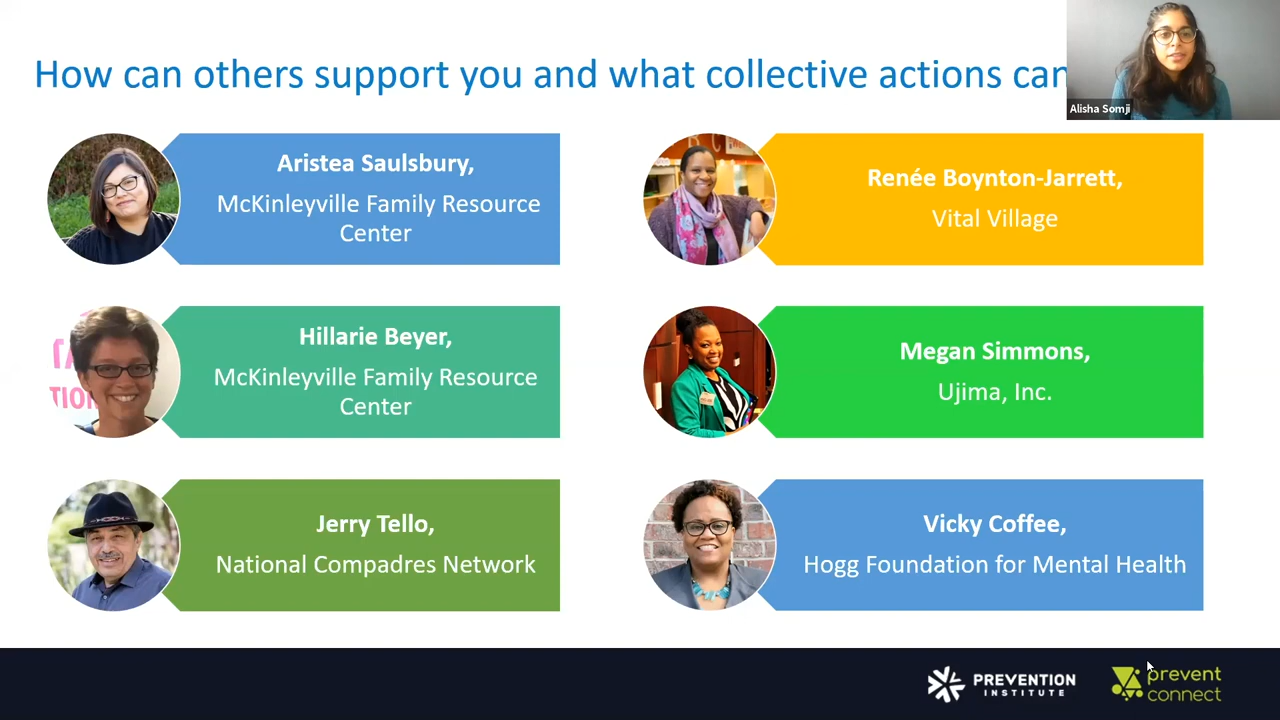 How can others support you and what collective actions can
Alisha Somji
Aristea Saulsbury,
McKinleyville Family Resource
Center
Renée Boynton-Jarrett,
Vital Village
Hillarie Beyer,
McKinleyville Family Resource
Center
Megan Simmons,
Ujima, Inc.
Jerry Tello,
National Compadres Network
Vicky Coffee,
Hogg Foundation for Mental Health
PREVENTION
INSTITUTE
prevent
connect